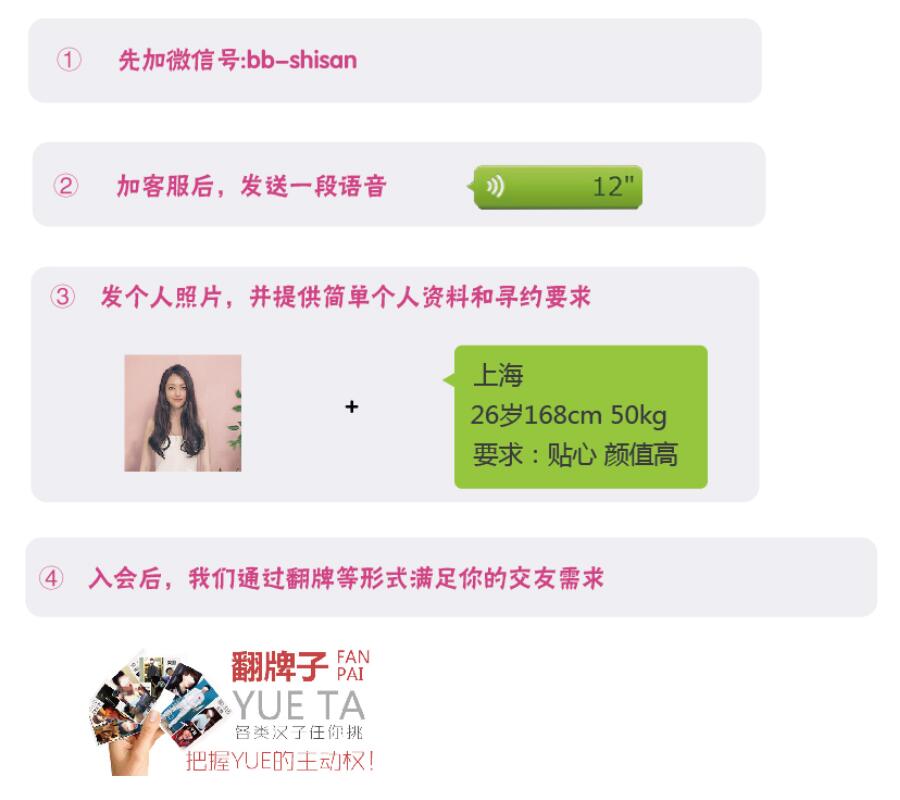 ① 先加微信号:bb-shisan
② 加客服后，发送一段语音
12"
③ 发个人照片，并提供简单个人资料和寻约要求
+
上海
26岁168cm 50kg
要求：贴心 颜值高
④ 入会后，我们通过翻牌等形式满足你的交友需求
翻牌子 FAN PAI
YUE TA
各类汉子任你挑
把握YUE的主动权！